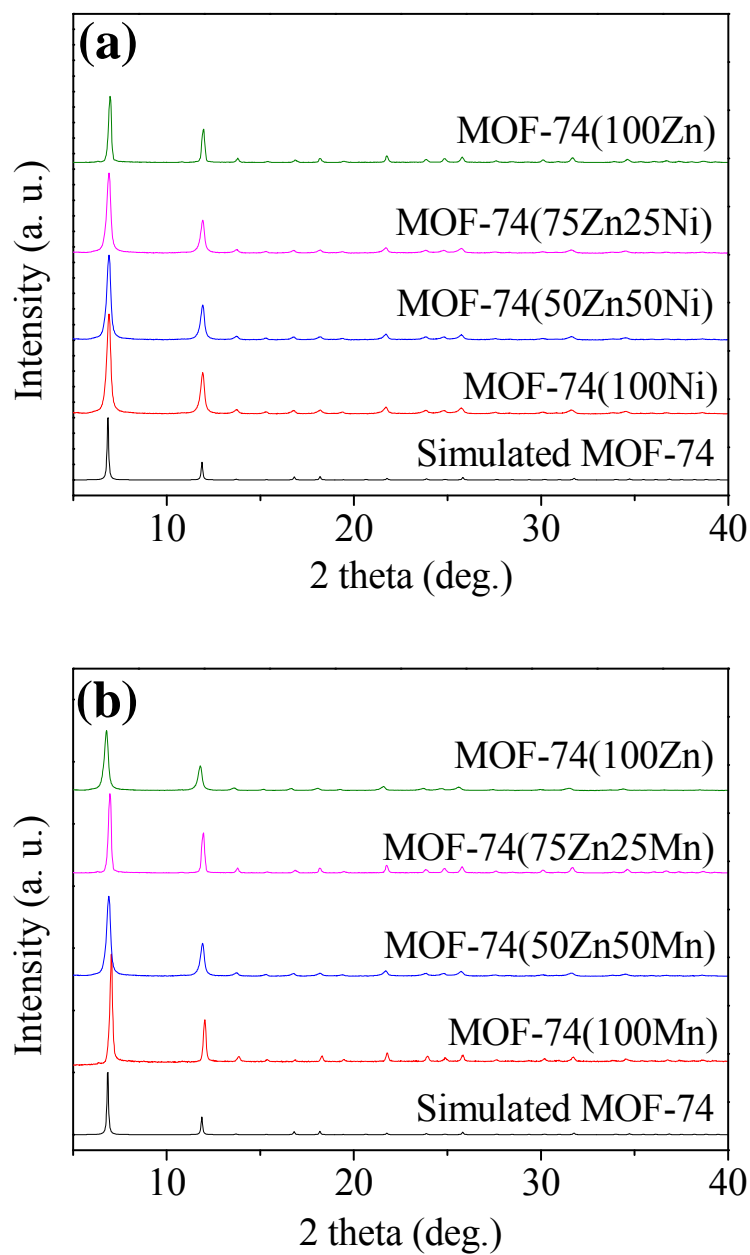 (a)
MOF-74(100Zn)
MOF-74(75Zn25Ni)
MOF-74(50Zn50Ni)
MOF-74(100Ni)
Simulated MOF-74
Intensity (a. u.)
10 20 30 40
2 theta (deg.)
(b)
MOF-74(100Zn)
MOF-74(75Zn25Mn)
MOF-74(50Zn50Mn)
MOF-74(100Mn)
Simulated MOF-74
Intensity (a. u.)
10 20 30 40
2 theta (deg.)